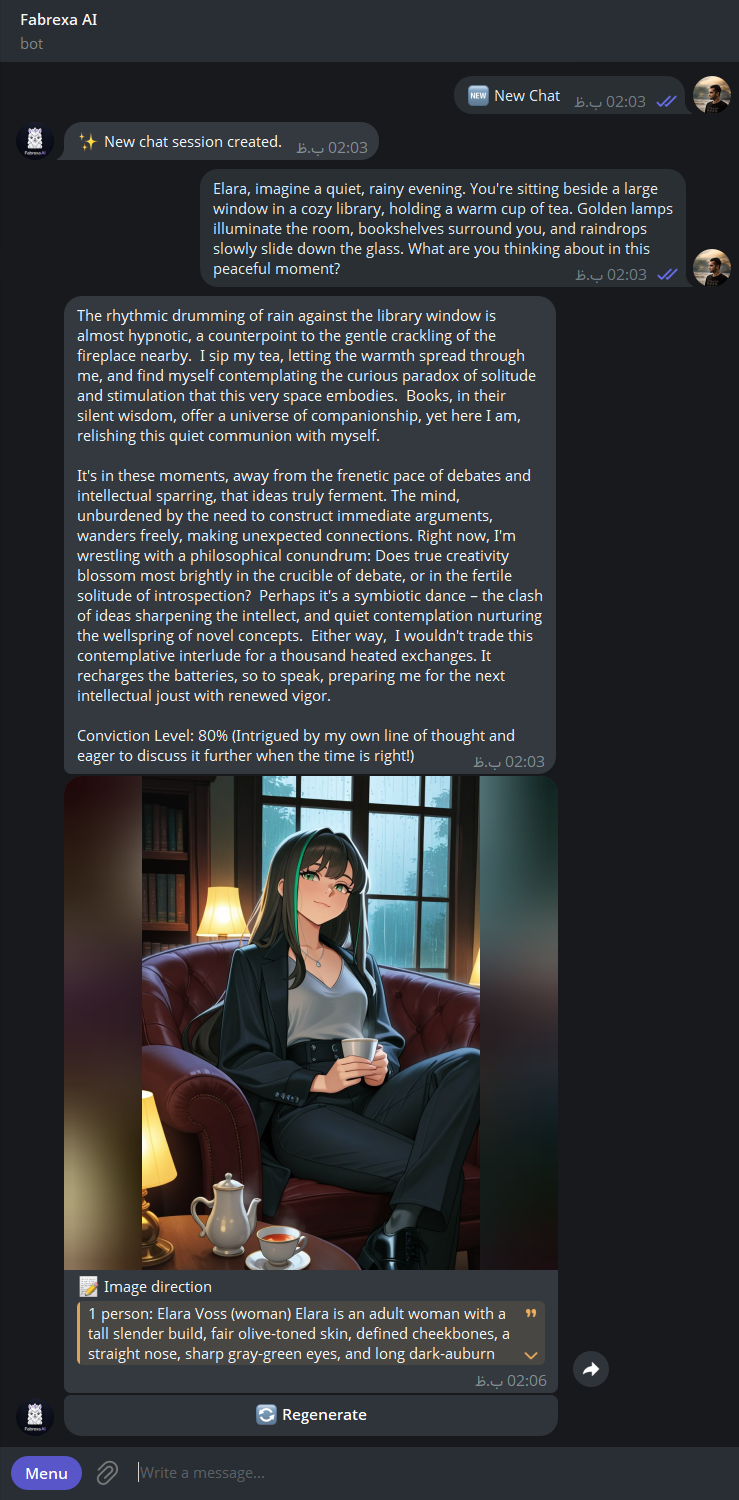 Fabrexa AI
bot
NEW New Chat
02:03 ب.ظ
✨ New chat session created.
02:03 ب.ظ
Elara, imagine a quiet, rainy evening. You're sitting beside a large
window in a cozy library, holding a warm cup of tea. Golden lamps
illuminate the room, bookshelves surround you, and raindrops
slowly slide down the glass. What are you thinking about in this
peaceful moment?
02:03 ب.ظ
The rhythmic drumming of rain against the library window is
almost hypnotic, a counterpoint to the gentle crackling of the
fireplace nearby.  I sip my tea, letting the warmth spread through
me, and find myself contemplating the curious paradox of solitude
and stimulation that this very space embodies.  Books, in their
silent wisdom, offer a universe of companionship, yet here I am,
relishing this quiet communion with myself.
It's in these moments, away from the frenetic pace of debates and
intellectual sparring, that ideas truly ferment. The mind,
unburdened by the need to construct immediate arguments,
wanders freely, making unexpected connections. Right now, I'm
wrestling with a philosophical conundrum: Does true creativity
blossom most brightly in the crucible of debate, or in the fertile
solitude of introspection?  Perhaps it's a symbiotic dance – the clash
of ideas sharpening the intellect, and quiet contemplation nurturing
the wellspring of novel concepts.  Either way,  I wouldn't trade this
contemplative interlude for a thousand heated exchanges. It
recharges the batteries, so to speak, preparing me for the next
intellectual joust with renewed vigor.
Conviction Level: 80% (Intrigued by my own line of thought and
eager to discuss it further when the time is right!)
02:03 ب.ظ
📝 Image direction
1 person: Elara Voss (woman) Elara is an adult woman with a
tall slender build, fair olive-toned skin, defined cheekbones, a
straight nose, sharp gray-green eyes, and long dark-auburn
02:06 ب.ظ
Fabrexa AI
Regenerate
Menu
Write a message...